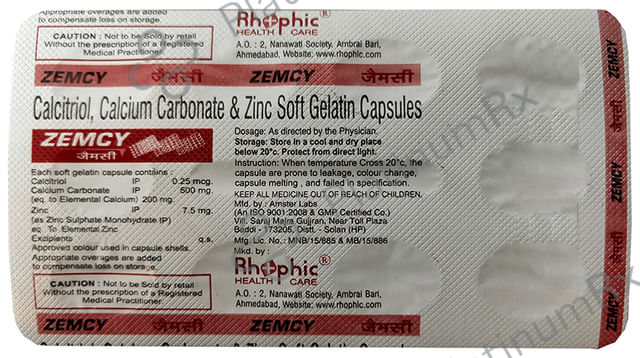 Appropriate overages are added
to compensate loss on storage.
CAUTION : Not to be Sold by retail
Without the prescription of a Registered
Medical Practitioner.
Rhophic®
HEALTH CARE
A.O. : 2, Nanawati Society, Ambrai Bari,
Ahmedabad, Website: www.rhophic.com
ZEMCY जैमसी ZEMCY जैमसी
Calcitriol, Calcium Carbonate & Zinc Soft Gelatin Capsules
ZEMCY
जैमसी
Each soft gelatin capsule contains :
Calcitriol IP 0.25 mcg.
Calcium Carbonate IP 500 mg.
(eq. to Elemental Calcium) 200 mg.
Zinc IP 7.5 mg.
(as Zinc Sulphate Monohydrate IP)
eq. To Elemental Zinc
Excipients q.s.
Approved colour used in capsule shells.
Appropriate overages are added
to compensate loss on storage.
CAUTION : Not to be Sold by retail
Without the prescription of a Registered
Medical Practitioner.
Dosage: As directed by the Physician.
Storage: Store in a cool and dry place
below 20°c. Protect from direct light.
Instruction: When temperature Cross 20°c, the
capsule are prone to leakage, colour change,
capsule melting , and failed in specification.
KEEP ALL MEDICINE OUT OF REACH OF CHILDREN.
Mfd. by : Amster Labs
(An ISO 9001:2008 & GMP Certified Co.)
Vill. Saraj Majra Gujjran, Near Toll Plaza
Baddi - 173205, Distt. - Solan (HP)
Mfg Lic. No.: MNB/15/885 & MB/15/886
Mkd. by :
Rhophic®
HEALTH CARE
A.O. : 2, Nanawati Society, Ambrai Bari,
Ahmedabad, Website: www.rhophic.com
ZEMCY जैमसी ZEMCY जैमसी
Calcitriol, Calcium Carbonate & Zinc Soft Gelatin Capsules
PlatinumRx